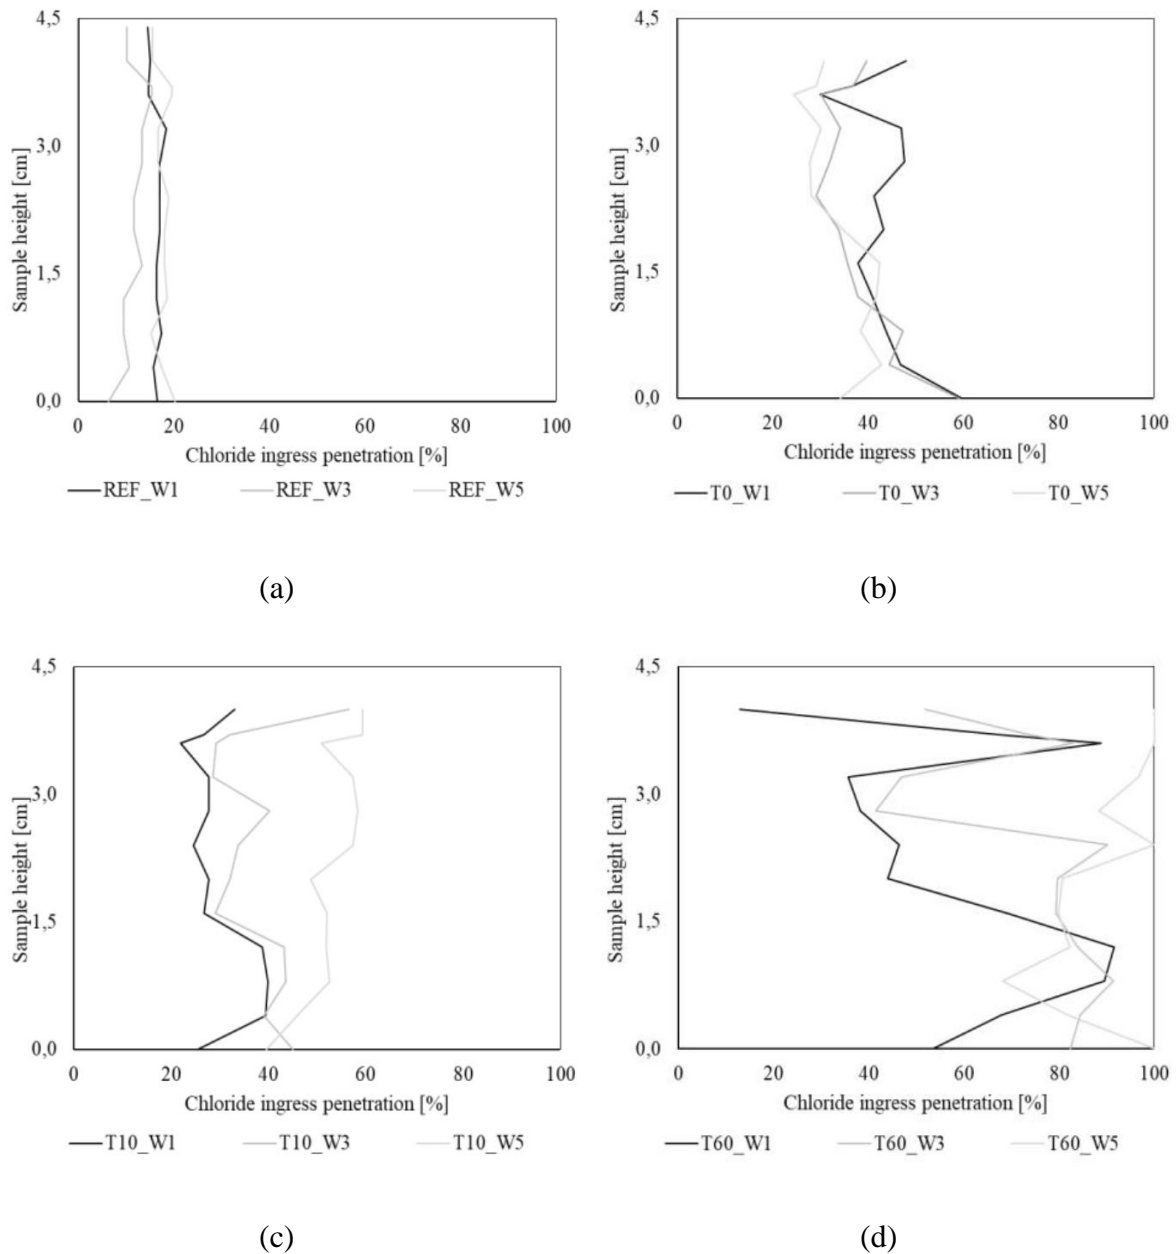 4,5
3,0
1,5
0,0
Sample height [cm]
0 20 40 60 80 100
Chloride ingress penetration [%]
REF_W1 REF_W3 REF_W5
(a)
4,5
3,0
1,5
0,0
Sample height [cm]
0 20 40 60 80 100
Chloride ingress penetration [%]
T0_W1 T0_W3 T0_W5
(b)
4,5
3,0
1,5
0,0
Sample height [cm]
0 20 40 60 80 100
Chloride ingress penetration [%]
T10_W1 T10_W3 T10_W5
(c)
4,5
3,0
1,5
0,0
Sample height [cm]
0 20 40 60 80 100
Chloride ingress penetration [%]
T60_W1 T60_W3 T60_W5
(d)